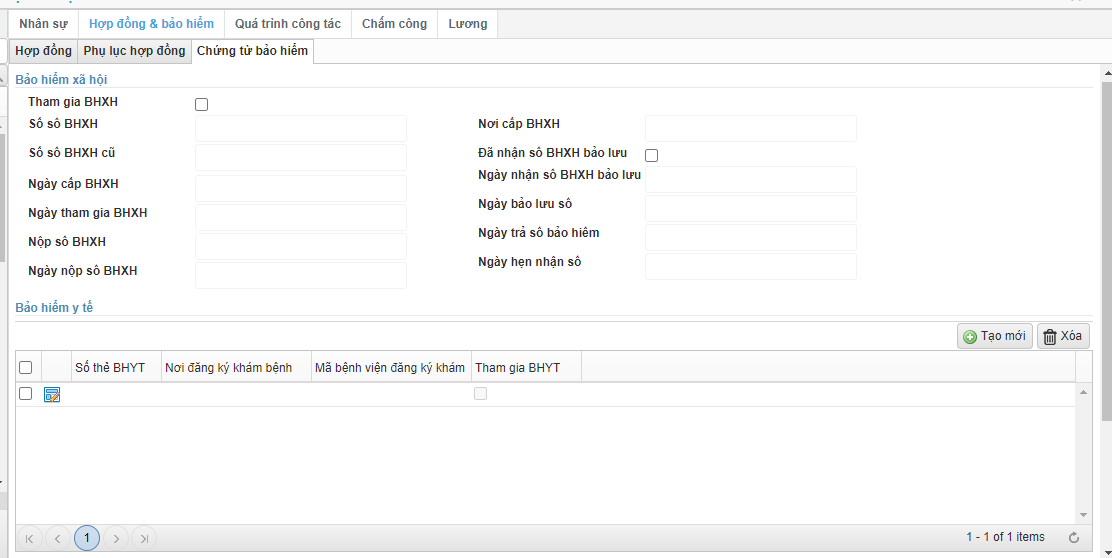 Nhân sự Hợp đồng & bảo hiểm Quá trình công tác Chấm công Lương
Hợp đồng Phụ lục hợp đồng Chứng từ bảo hiểm
Bảo hiểm xã hội
Tham gia BHXH
Số sổ BHXH Nơi cấp BHXH
Số sổ BHXH cũ Đã nhận sổ BHXH bảo lưu
Ngày cấp BHXH Ngày nhận sổ BHXH bảo lưu
Ngày tham gia BHXH Ngày bảo lưu sổ
Nộp sổ BHXH Ngày trả sổ bảo hiểm
Ngày nộp sổ BHXH Ngày hẹn nhận sổ
Bảo hiểm y tế
Tạo mới Xóa
Số thẻ BHYT Nơi đăng ký khám bệnh Mã bệnh viện đăng ký khám Tham gia BHYT
1 1 - 1 of 1 items